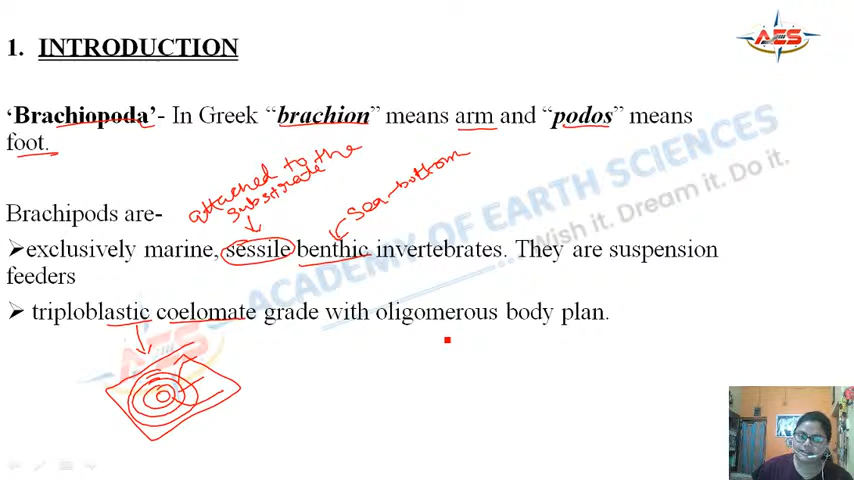 1. INTRODUCTION
AES
‘Brachiopoda’- In Greek “brachion” means arm and “podos” means
foot.
attached to the
substrate
Sea-bottom
ACADEMY OF EARTH SCIENCES
Wish it. Dream it. Do it.
Brachipods are-
➢exclusively marine, sessile benthic invertebrates. They are suspension
feeders
➢ triploblastic coelomate grade with oligomerous body plan.
AES